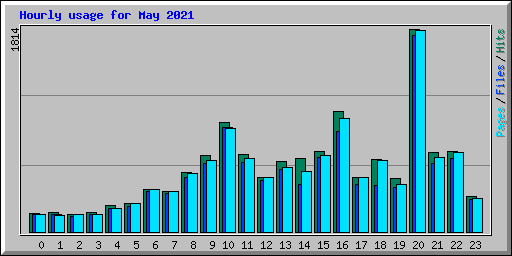 Hourly usage for May 2021
1814
Pages / Files / Hits
0 1 2 3 4 5 6 7 8 9 10 11 12 13 14 15 16 17 18 19 20 21 22 23